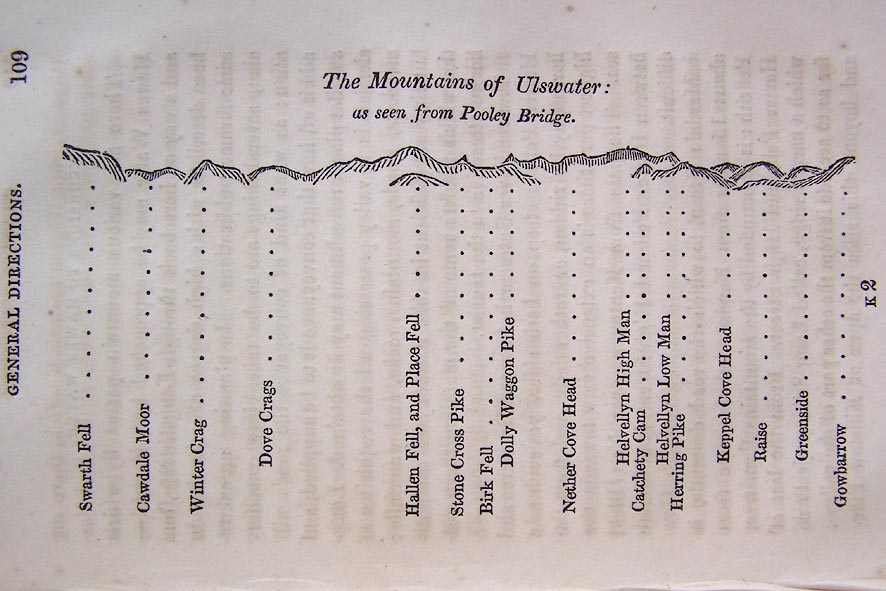 109
GENERAL DIRECTIONS.
The Mountains of Ulswater:
as seen from Pooley Bridge.
Swarth Fell
Cawdale Moor
Winter Crag
Dove Crags
Hallen Fell, and Place Fell
Stone Cross Pike
Birk Fell
Dolly Waggon Pike
Nether Cove Head
Helvellyn High Man
Catchety Cam
Helvellyn Low Man
Herring Pike
Keppel Cove Head
Raise
Greenside
Gowbarrow
K 2